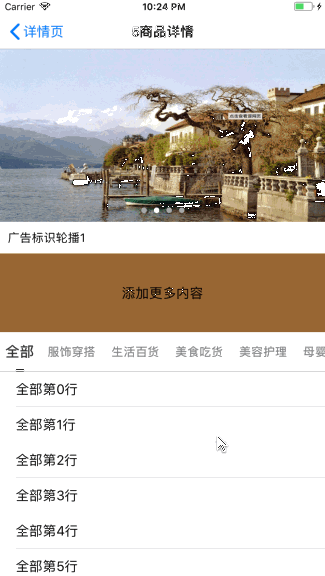 Carrier 10:24 PM
详情页 商品详情
广告标识轮播1
添加更多内容
全部 服饰穿搭 生活百货 美食吃货 美容护理 母婴
全部第0行
全部第1行
全部第2行
全部第3行
全部第4行
全部第5行